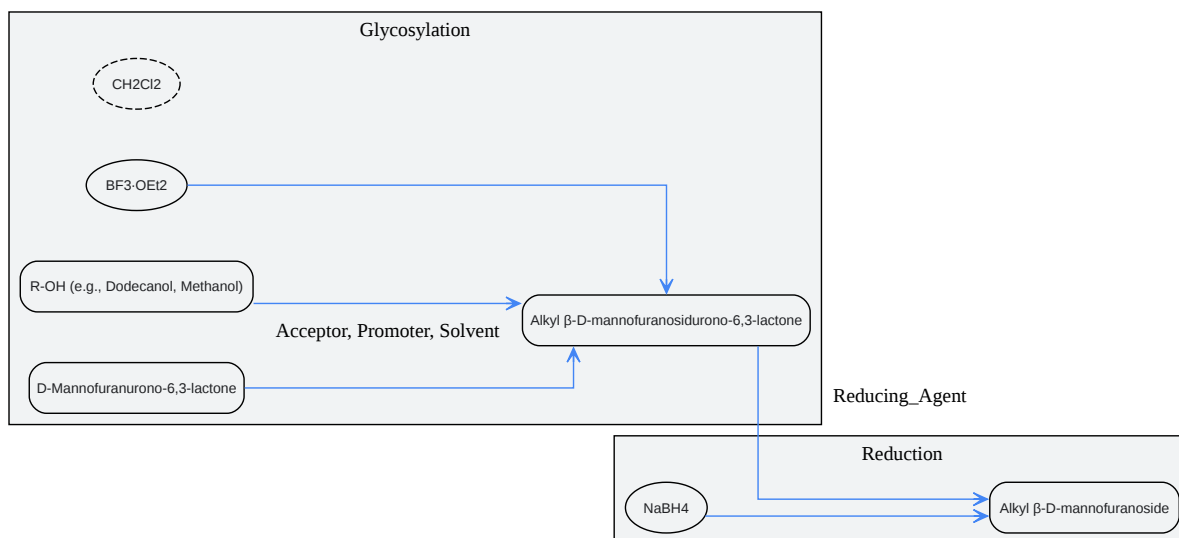 Glycosylation
CH2Cl2
BF3·OEt2
R-OH (e.g., Dodecanol, Methanol)
Alkyl β-D-mannofuranosidurono-6,3-lactone
Acceptor, Promoter, Solvent
D-Mannofuranurono-6,3-lactone
Reducing_Agent
Reduction
NaBH4
Alkyl β-D-mannofuranoside